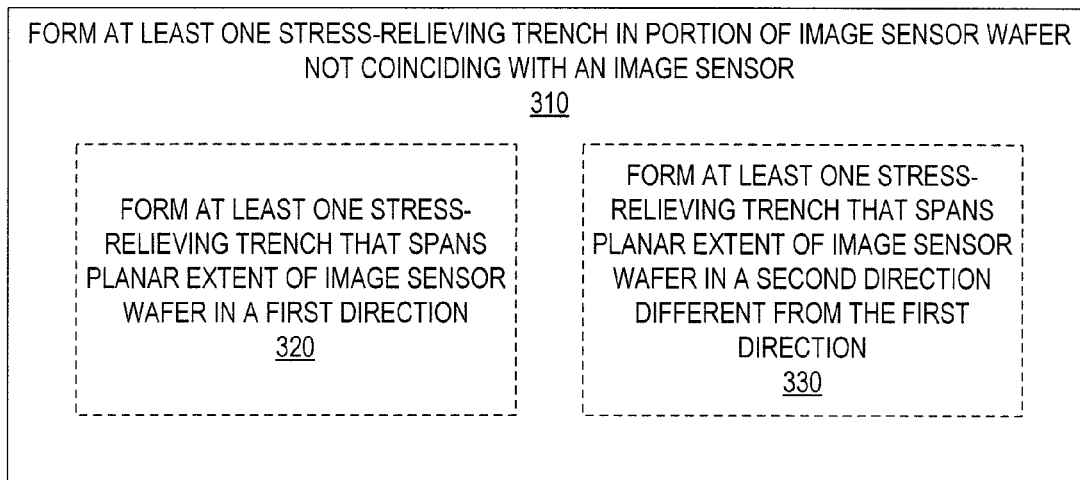 FORM AT LEAST ONE STRESS-RELIEVING TRENCH IN PORTION OF IMAGE SENSOR WAFER
NOT COINCIDING WITH AN IMAGE SENSOR
310
FORM AT LEAST ONE STRESS-
RELIEVING TRENCH THAT SPANS
PLANAR EXTENT OF IMAGE SENSOR
WAFER IN A FIRST DIRECTION
320
FORM AT LEAST ONE STRESS-
RELIEVING TRENCH THAT SPANS
PLANAR EXTENT OF IMAGE SENSOR
WAFER IN A SECOND DIRECTION
DIFFERENT FROM THE FIRST
DIRECTION
330